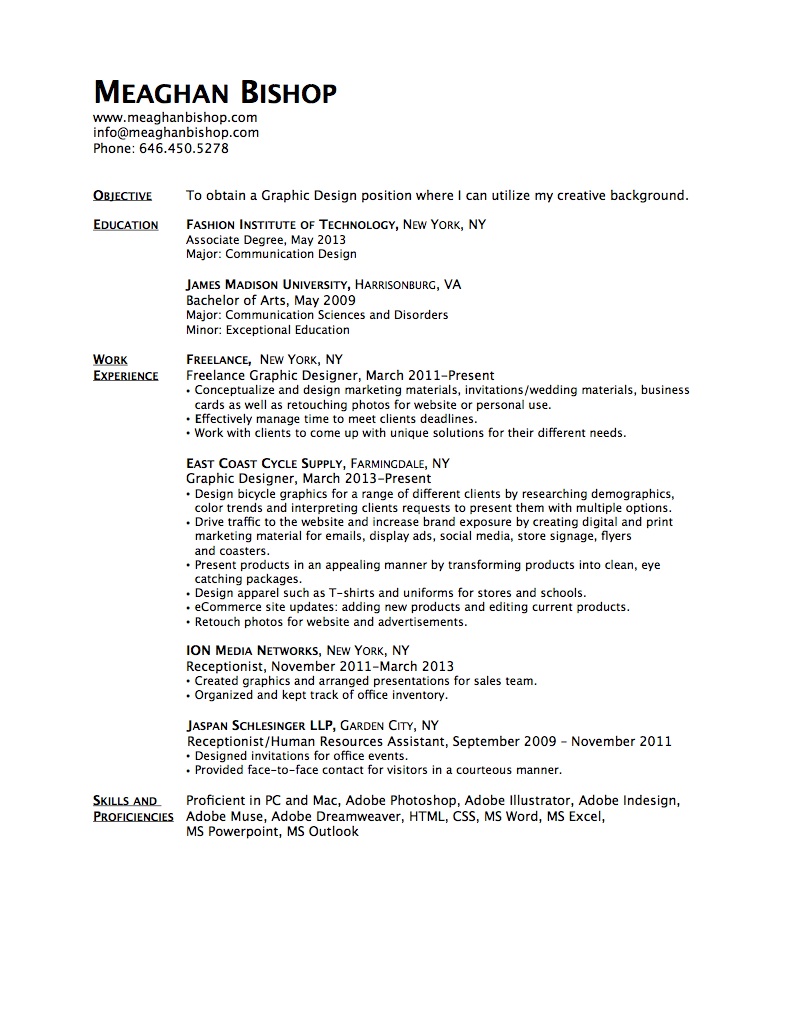 MEAGHAN BISHOP
www.meaghanbishop.com
info@meaghanbishop.com
Phone: 646.450.5278
OBJECTIVE To obtain a Graphic Design position where I can utilize my creative background.
EDUCATION FASHION INSTITUTE OF TECHNOLOGY, NEW YORK, NY
Associate Degree, May 2013
Major: Communication Design
JAMES MADISON UNIVERSITY, HARRISONBURG, VA
Bachelor of Arts, May 2009
Major: Communication Sciences and Disorders
Minor: Exceptional Education
WORK FREELANCE, NEW YORK, NY
EXPERIENCE Freelance Graphic Designer, March 2011–Present
• Conceptualize and design marketing materials, invitations/wedding materials, business
cards as well as retouching photos for website or personal use.
• Effectively manage time to meet clients deadlines.
• Work with clients to come up with unique solutions for their different needs.
EAST COAST CYCLE SUPPLY, FARMINGDALE, NY
Graphic Designer, March 2013–Present
• Design bicycle graphics for a range of different clients by researching demographics,
color trends and interpreting clients requests to present them with multiple options.
• Drive traffic to the website and increase brand exposure by creating digital and print
marketing material for emails, display ads, social media, store signage, flyers
and coasters.
• Present products in an appealing manner by transforming products into clean, eye
catching packages.
• Design apparel such as T-shirts and uniforms for stores and schools.
• eCommerce site updates: adding new products and editing current products.
• Retouch photos for website and advertisements.
ION MEDIA NETWORKS, NEW YORK, NY
Receptionist, November 2011–March 2013
• Created graphics and arranged presentations for sales team.
• Organized and kept track of office inventory.
JASPAN SCHLESINGER LLP, GARDEN CITY, NY
Receptionist/Human Resources Assistant, September 2009 – November 2011
• Designed invitations for office events.
• Provided face-to-face contact for visitors in a courteous manner.
SKILLS AND Proficient in PC and Mac, Adobe Photoshop, Adobe Illustrator, Adobe Indesign,
PROFICIENCIES Adobe Muse, Adobe Dreamweaver, HTML, CSS, MS Word, MS Excel,
MS Powerpoint, MS Outlook